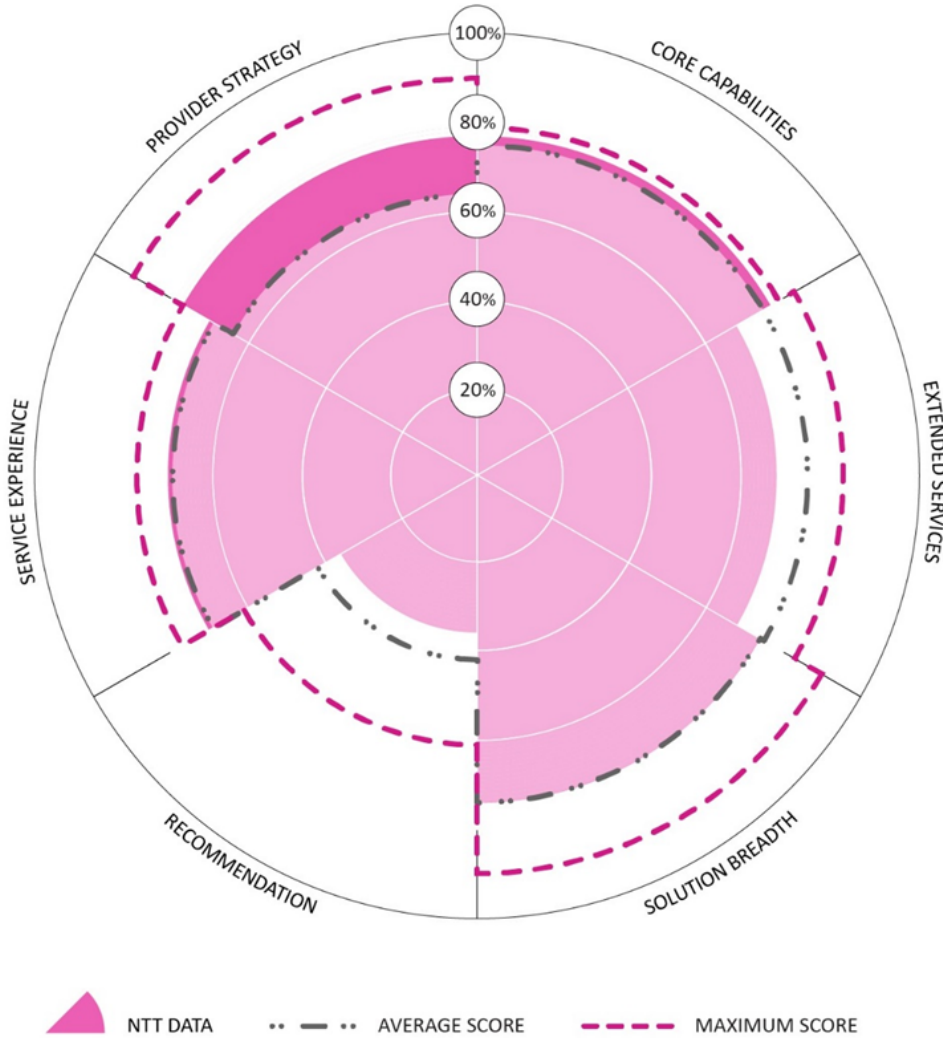 100%
PROVIDER STRATEGY
CORE CAPABILITIES
80%
60%
40%
20%
SERVICE EXPERIENCE
EXTENDED SERVICES
RECOMMENDATION
SOLUTION BREADTH
NTT DATA
AVERAGE SCORE
MAXIMUM SCORE